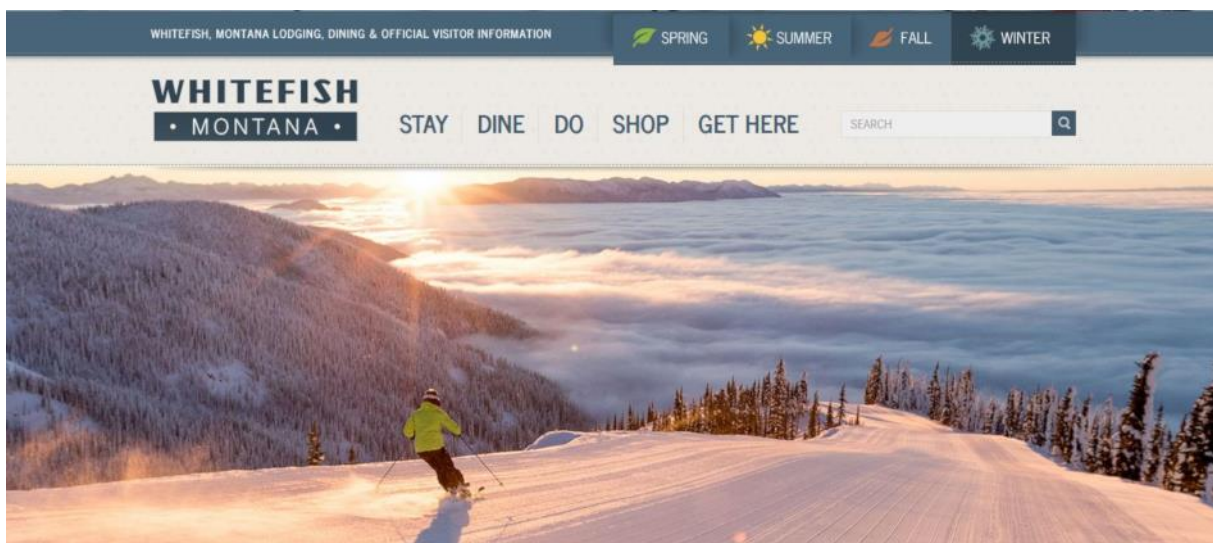 WHITEFISH, MONTANA LODGING, DINING & OFFICIAL VISITOR INFORMATION
SPRING
SUMMER
FALL
WINTER
WHITEFISH
• MONTANA •
STAY
DINE
DO
SHOP
GET HERE
SEARCH